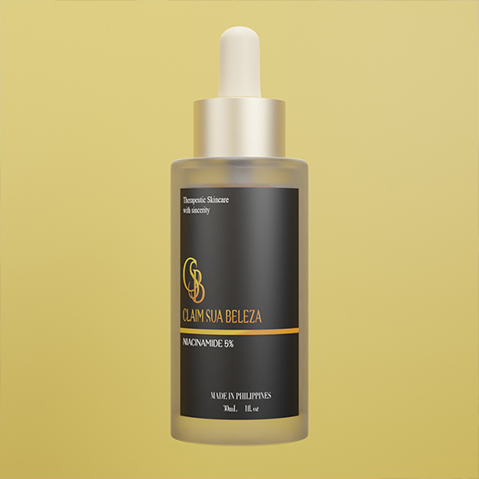 Therapeutic Skincare
with sincerity
CSB
CLAIM SUA BELEZA
NIACINAMIDE 5%
MADE IN PHILIPPINES
30mL 1fl. oz